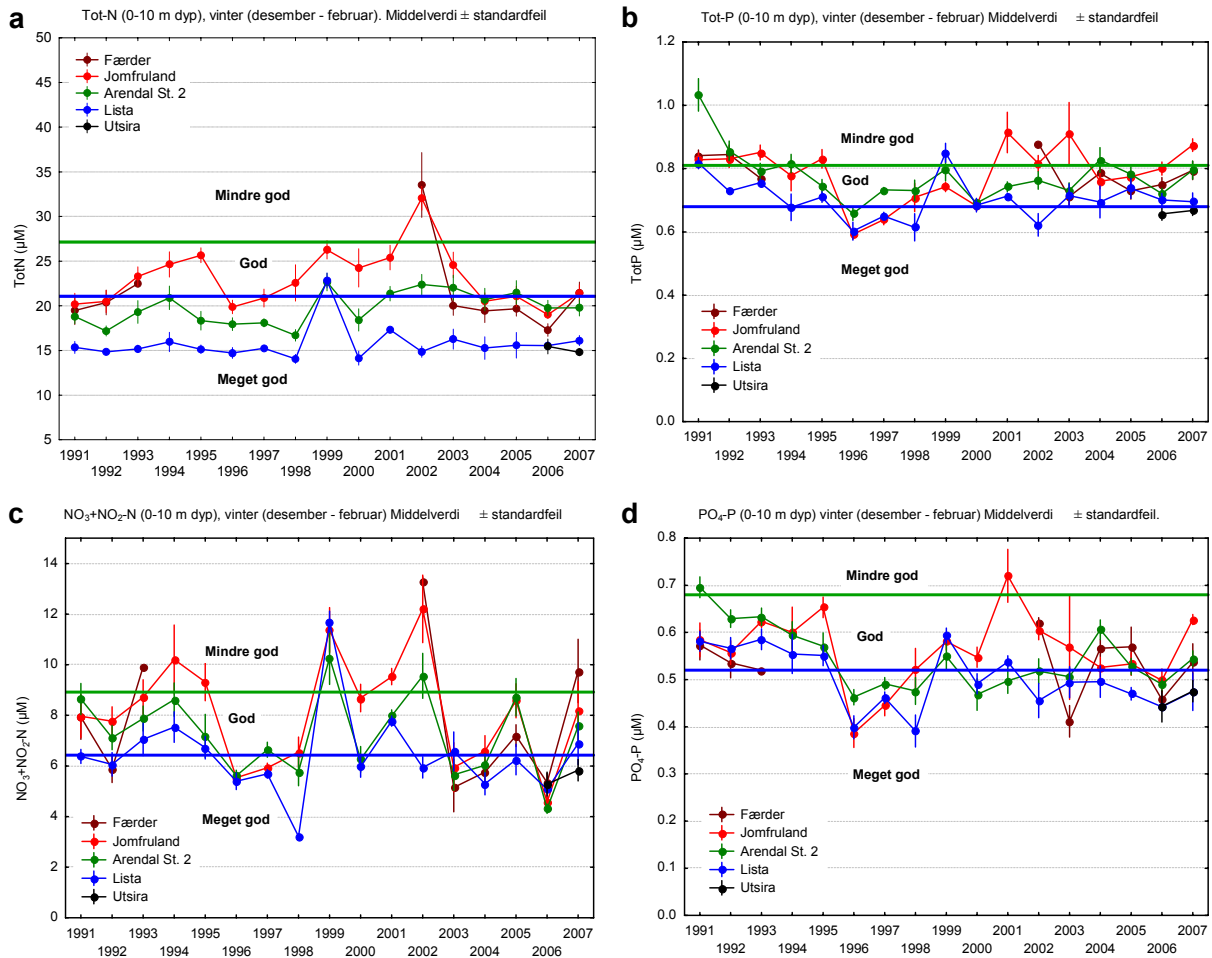 a
Tot-N (0-10 m dyp), vinter (desember - februar). Middelverdi ± standardfeil
50
45
40
35
30
25
20
15
10
5
TotN (µM)
Færder
Jomfruland
Arendal St. 2
Lista
Utsira
Mindre god
God
Meget god
1991 1993 1995 1997 1999 2001 2003 2005 2007
1992 1994 1996 1998 2000 2002 2004 2006
b
Tot-P (0-10 m dyp), vinter (desember - februar) Middelverdi ± standardfeil
1.2
1.0
0.8
0.6
0.4
0.2
0.0
TotP (µM)
Mindre god
God
Meget god
Færder
Jomfruland
Arendal St. 2
Lista
Utsira
1991 1993 1995 1997 1999 2001 2003 2005 2007
1992 1994 1996 1998 2000 2002 2004 2006
c
NO₃+NO₂-N (0-10 m dyp), vinter (desember - februar) Middelverdi ± standardfeil
14
12
10
8
6
4
2
0
NO₃+NO₂-N (µM)
Mindre god
God
Meget god
Færder
Jomfruland
Arendal St. 2
Lista
Utsira
1991 1993 1995 1997 1999 2001 2003 2005 2007
1992 1994 1996 1998 2000 2002 2004 2006
d
PO₄-P (0-10 m dyp) vinter (desember - februar) Middelverdi ± standardfeil.
0.8
0.7
0.6
0.5
0.4
0.3
0.2
0.1
0.0
PO₄-P (µM)
Mindre god
God
Meget god
Færder
Jomfruland
Arendal St. 2
Lista
Utsira
1991 1993 1995 1997 1999 2001 2003 2005 2007
1992 1994 1996 1998 2000 2002 2004 2006